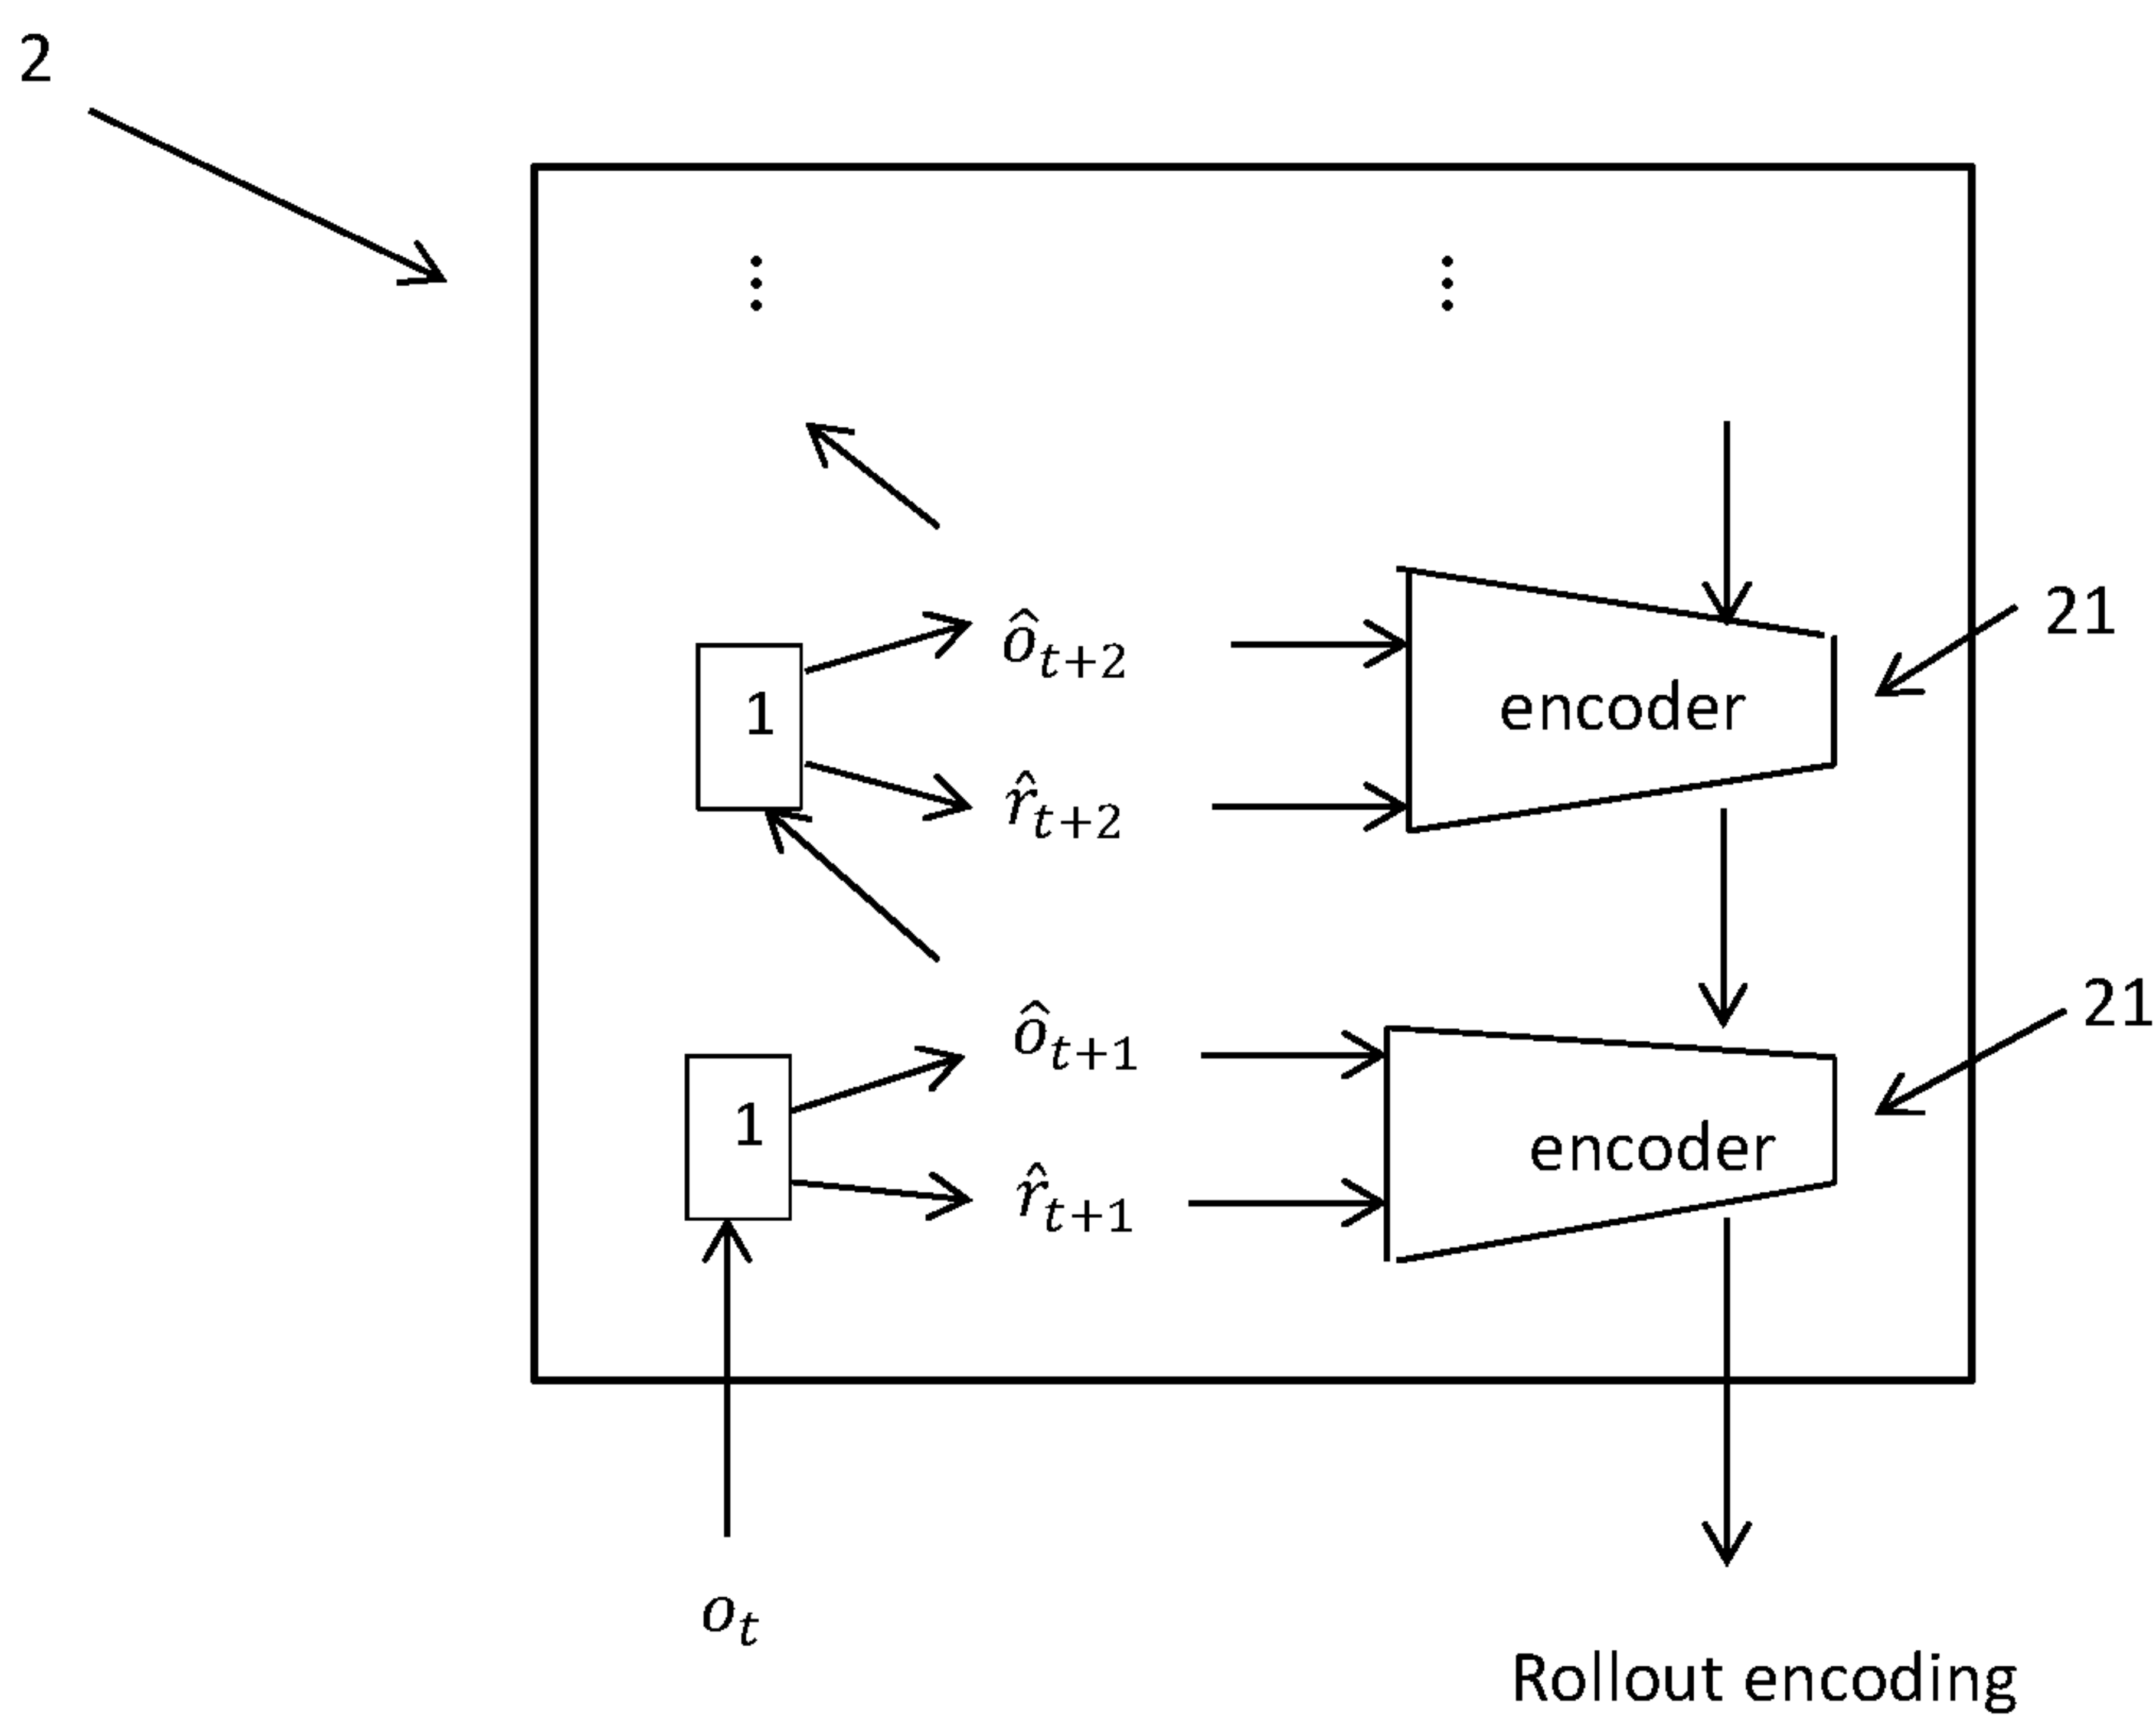 2
⋮ ⋮
ô_{t+2}
21
1
encoder
r̂_{t+2}
ô_{t+1}
21
1
encoder
r̂_{t+1}
o_t
Rollout encoding